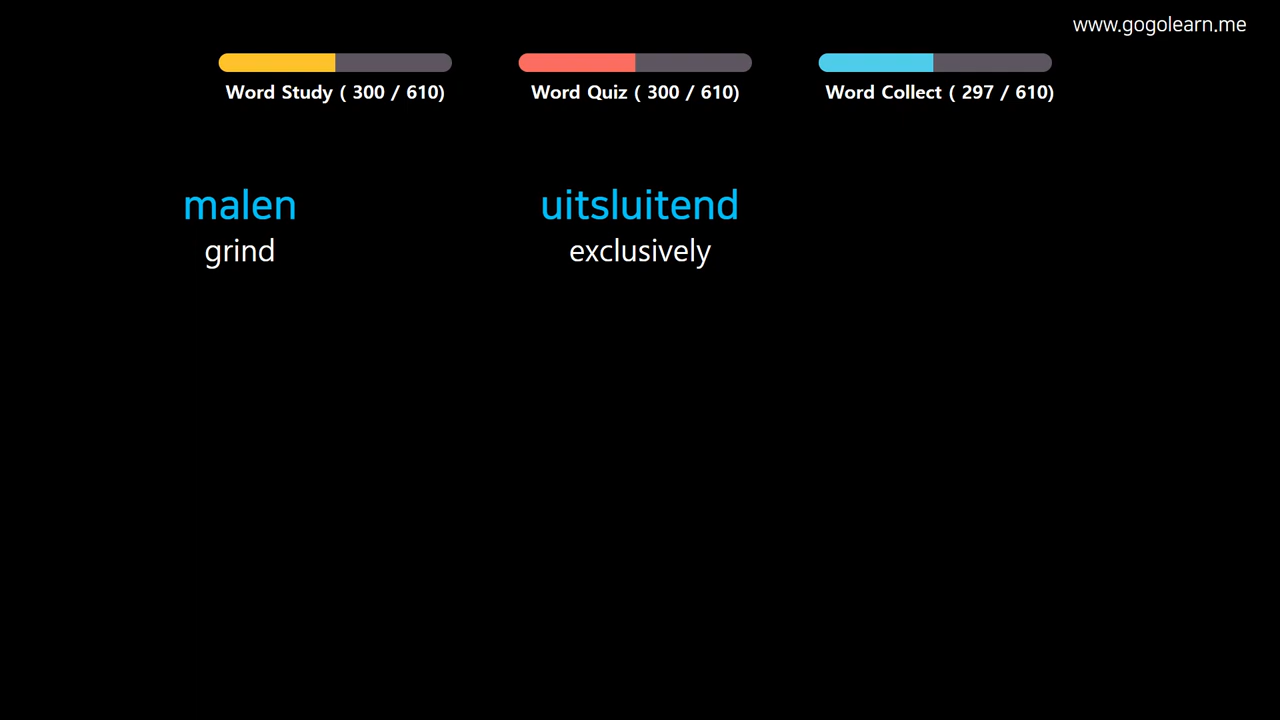 www.gogolearn.me
Word Study ( 300 / 610)
Word Quiz ( 300 / 610)
Word Collect ( 297 / 610)
malen
grind
uitsluitend
exclusively